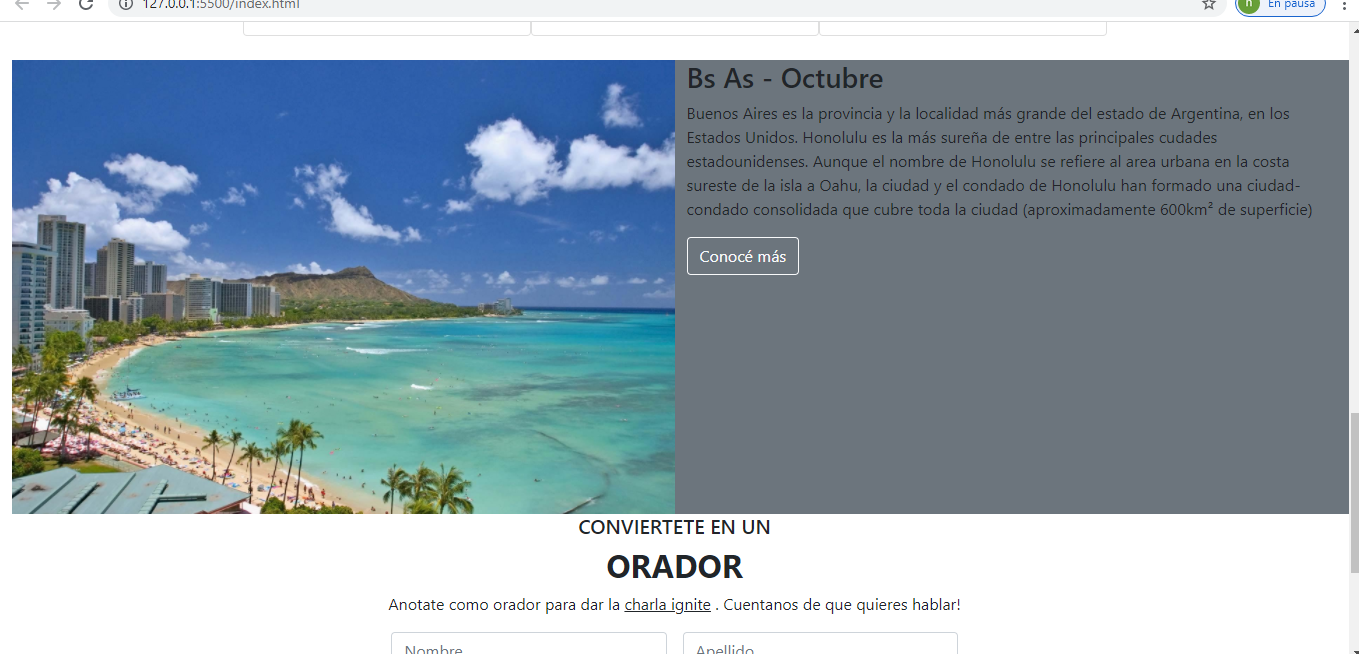 127.0.0.1:5500/index.html
n
En pausa
Bs As - Octubre
Buenos Aires es la provincia y la localidad más grande del estado de Argentina, en los
Estados Unidos. Honolulu es la más sureña de entre las principales cudades
estadounidenses. Aunque el nombre de Honolulu se refiere al area urbana en la costa
sureste de la isla a Oahu, la ciudad y el condado de Honolulu han formado una ciudad-
condado consolidada que cubre toda la ciudad (aproximadamente 600km² de superficie)
Conocé más
CONVIERTETE EN UN
ORADOR
Anotate como orador para dar la charla ignite . Cuentanos de que quieres hablar!
Nombre
Apellido